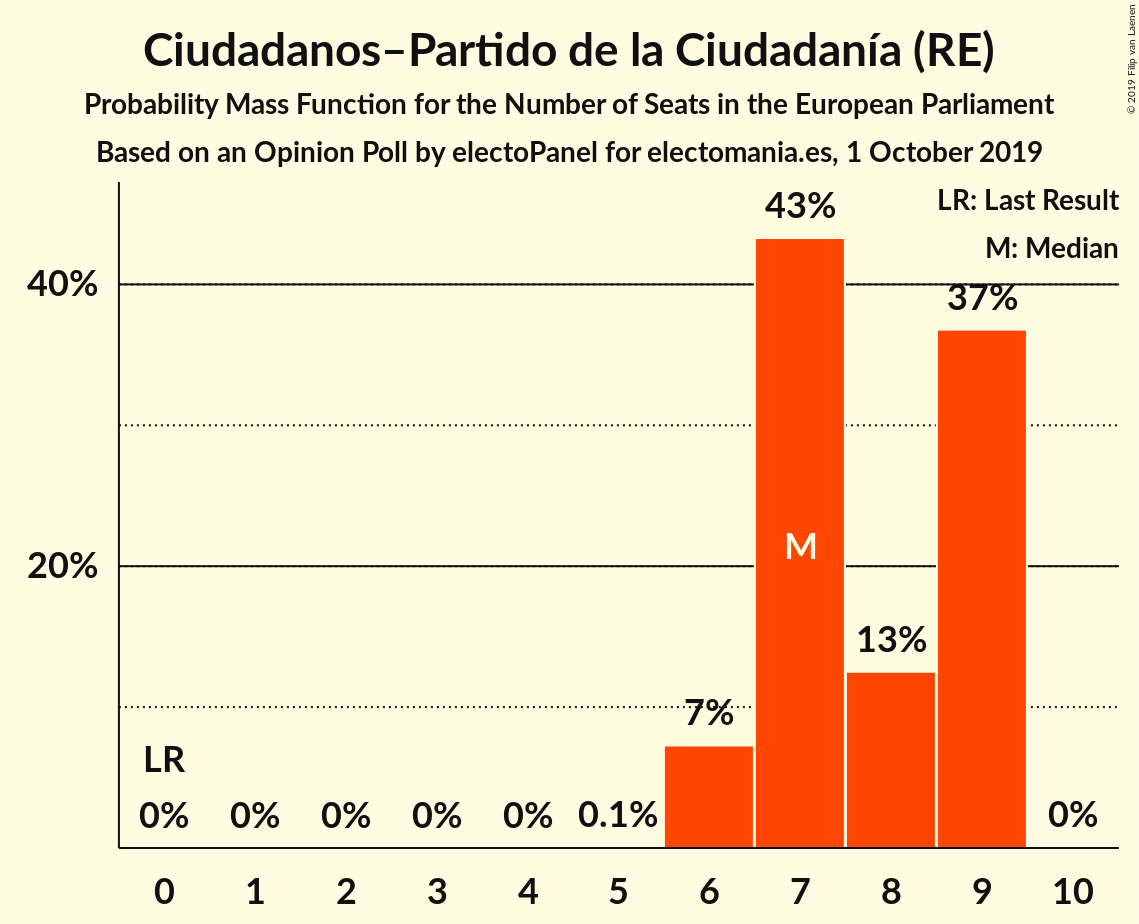 Ciudadanos–Partido de la Ciudadanía (RE)
Probability Mass Function for the Number of Seats in the European Parliament
Based on an Opinion Poll by electoPanel for electomania.es, 1 October 2019
© 2019 Filip van Laenen
LR: Last Result
M: Median
43%
40%
37%
M
20%
13%
7%
LR
0% 0% 0% 0% 0% 0.1% 0%
0 1 2 3 4 5 6 7 8 9 10